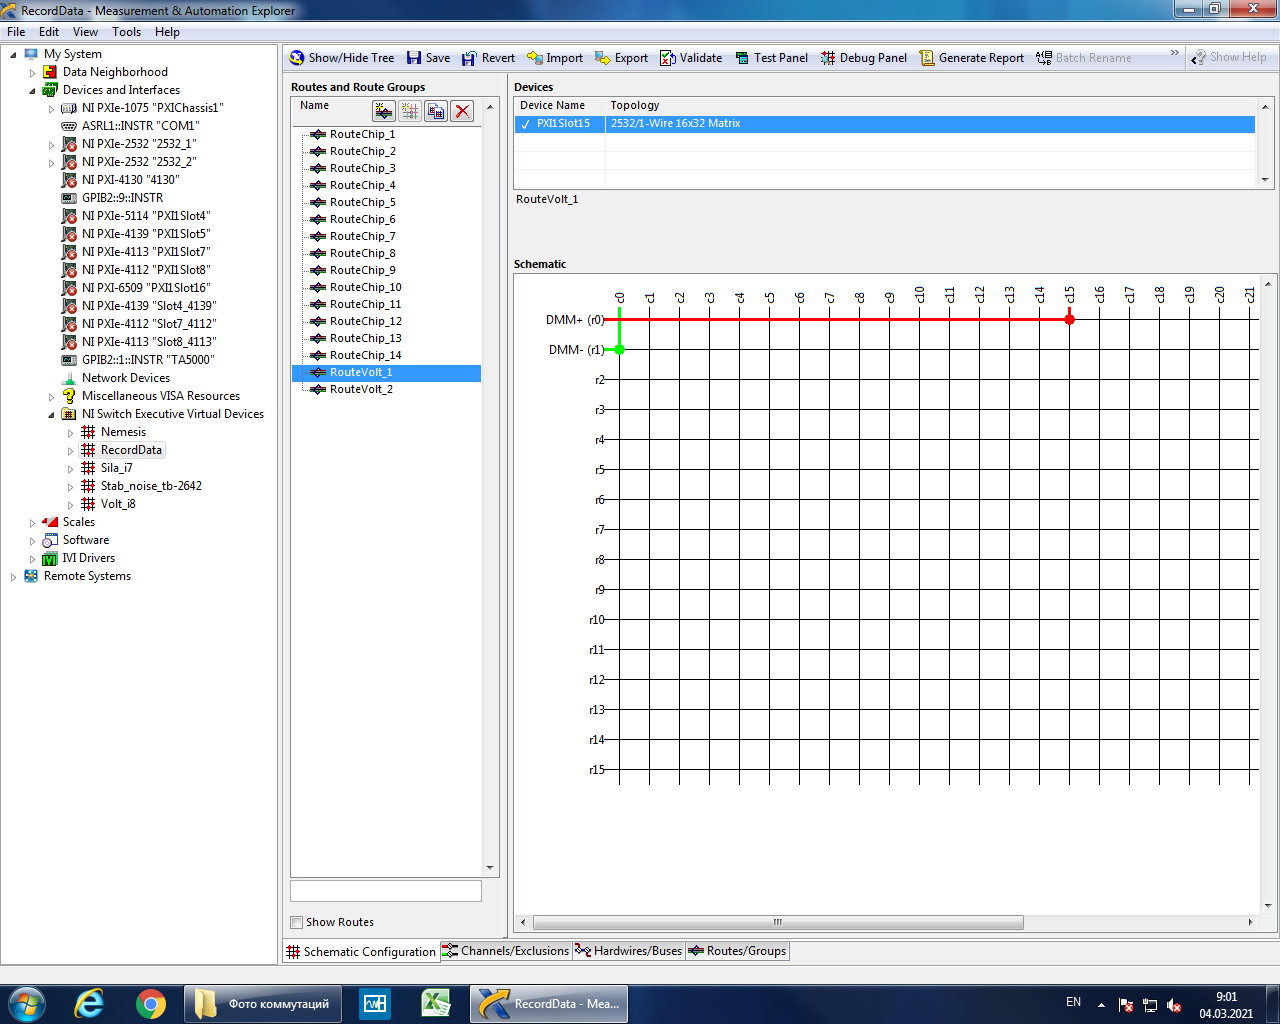 RecordData - Measurement & Automation Explorer
File Edit View Tools Help
My System
Data Neighborhood
Devices and Interfaces
NI PXIe-1075 "PXIChassis1"
ASRL1::INSTR "COM1"
NI PXIe-2532 "2532_1"
NI PXIe-2532 "2532_2"
NI PXI-4130 "4130"
GPIB2::9::INSTR
NI PXIe-5114 "PXI1Slot4"
NI PXIe-4139 "PXI1Slot5"
NI PXIe-4113 "PXI1Slot7"
NI PXIe-4112 "PXI1Slot8"
NI PXI-6509 "PXI1Slot16"
NI PXIe-4139 "Slot4_4139"
NI PXIe-4112 "Slot7_4112"
NI PXIe-4113 "Slot8_4113"
GPIB2::1::INSTR "TA5000"
Network Devices
Miscellaneous VISA Resources
NI Switch Executive Virtual Devices
Nemesis
RecordData
Sila_i7
Stab_noise_tb-2642
Volt_i8
Scales
Software
IVI Drivers
Remote Systems
Show/Hide Tree Save Revert Import Export Validate Test Panel Debug Panel Generate Report Batch Rename » Show Help
Routes and Route Groups
Name
RouteChip_1
RouteChip_2
RouteChip_3
RouteChip_4
RouteChip_5
RouteChip_6
RouteChip_7
RouteChip_8
RouteChip_9
RouteChip_10
RouteChip_11
RouteChip_12
RouteChip_13
RouteChip_14
RouteVolt_1
RouteVolt_2
Show Routes
Devices
Device Name Topology
PXI1Slot15 2532/1-Wire 16x32 Matrix
RouteVolt_1
Schematic
c0 c1 c2 c3 c4 c5 c6 c7 c8 c9 c10 c11 c12 c13 c14 c15 c16 c17 c18 c19 c20 c21
DMM+ (r0)
DMM- (r1)
r2
r3
r4
r5
r6
r7
r8
r9
r10
r11
r12
r13
r14
r15
Schematic Configuration Channels/Exclusions Hardwires/Buses Routes/Groups
Фото коммутаций
RecordData - Mea...
EN
9:01
04.03.2021